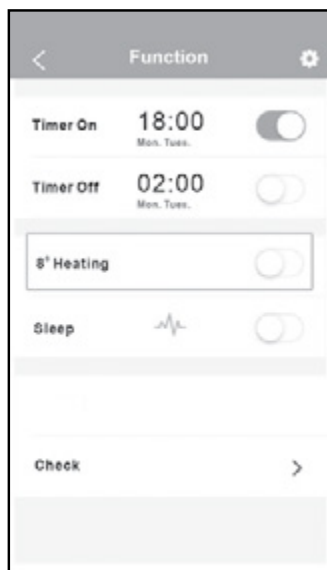 Function
Timer On 18:00
Mon. Tues.
Timer Off 02:00
Mon. Tues.
8° Heating
Sleep
Check